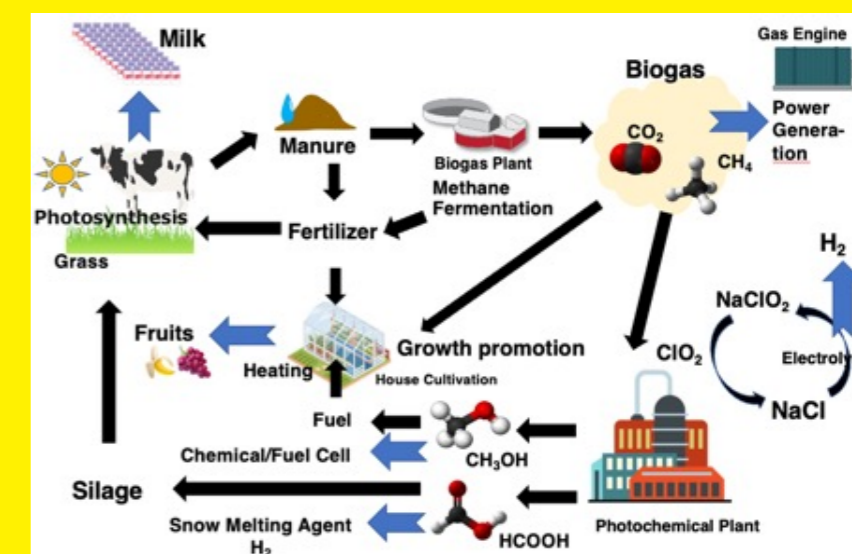 Milk
Gas Engine
Biogas
Power
Genera-
tion
CO₂
CH₄
Manure
Biogas Plant
Methane
Fermentation
Photosynthesis
Fertilizer
Grass
H₂
NaClO₂
Fruits
Growth promotion
ClO₂
Heating
House Cultivation
NaCl
Fuel
Chemical/Fuel Cell
CH₃OH
Silage
Photochemical Plant
Snow Melting Agent
H₂
HCOOH